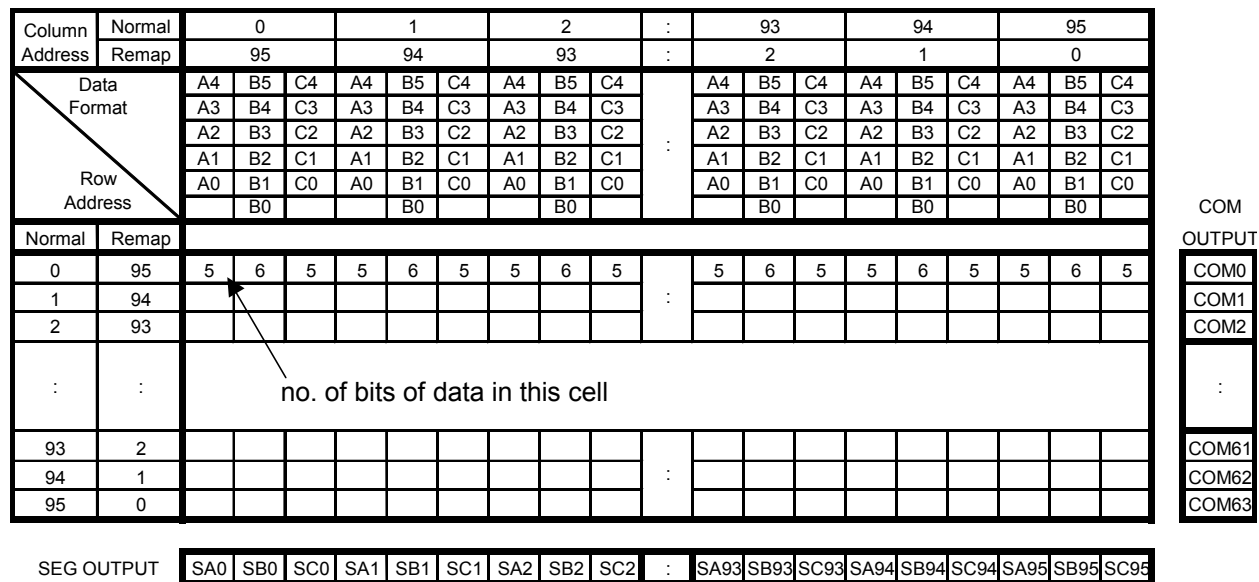 Column Address Normal 0 1 2 : 93 94 95
Remap 95 94 93 : 2 1 0
Data Format A4 B5 C4 A4 B5 C4 A4 B5 C4 : A4 B5 C4 A4 B5 C4 A4 B5 C4
A3 B4 C3 A3 B4 C3 A3 B4 C3 A3 B4 C3 A3 B4 C3 A3 B4 C3
A2 B3 C2 A2 B3 C2 A2 B3 C2 A2 B3 C2 A2 B3 C2 A2 B3 C2
A1 B2 C1 A1 B2 C1 A1 B2 C1 A1 B2 C1 A1 B2 C1 A1 B2 C1
Row Address A0 B1 C0 A0 B1 C0 A0 B1 C0 A0 B1 C0 A0 B1 C0 A0 B1 C0
B0 B0 B0 B0 B0 B0 COM
Normal Remap OUTPUT
0 95 5 6 5 5 6 5 5 6 5 : 5 6 5 5 6 5 5 6 5 COM0
1 94 COM1
2 93 COM2
: : no. of bits of data in this cell :
93 2 : COM61
94 1 COM62
95 0 COM63
SEG OUTPUT SA0 SB0 SC0 SA1 SB1 SC1 SA2 SB2 SC2 : SA93 SB93 SC93 SA94 SB94 SC94 SA95 SB95 SC95